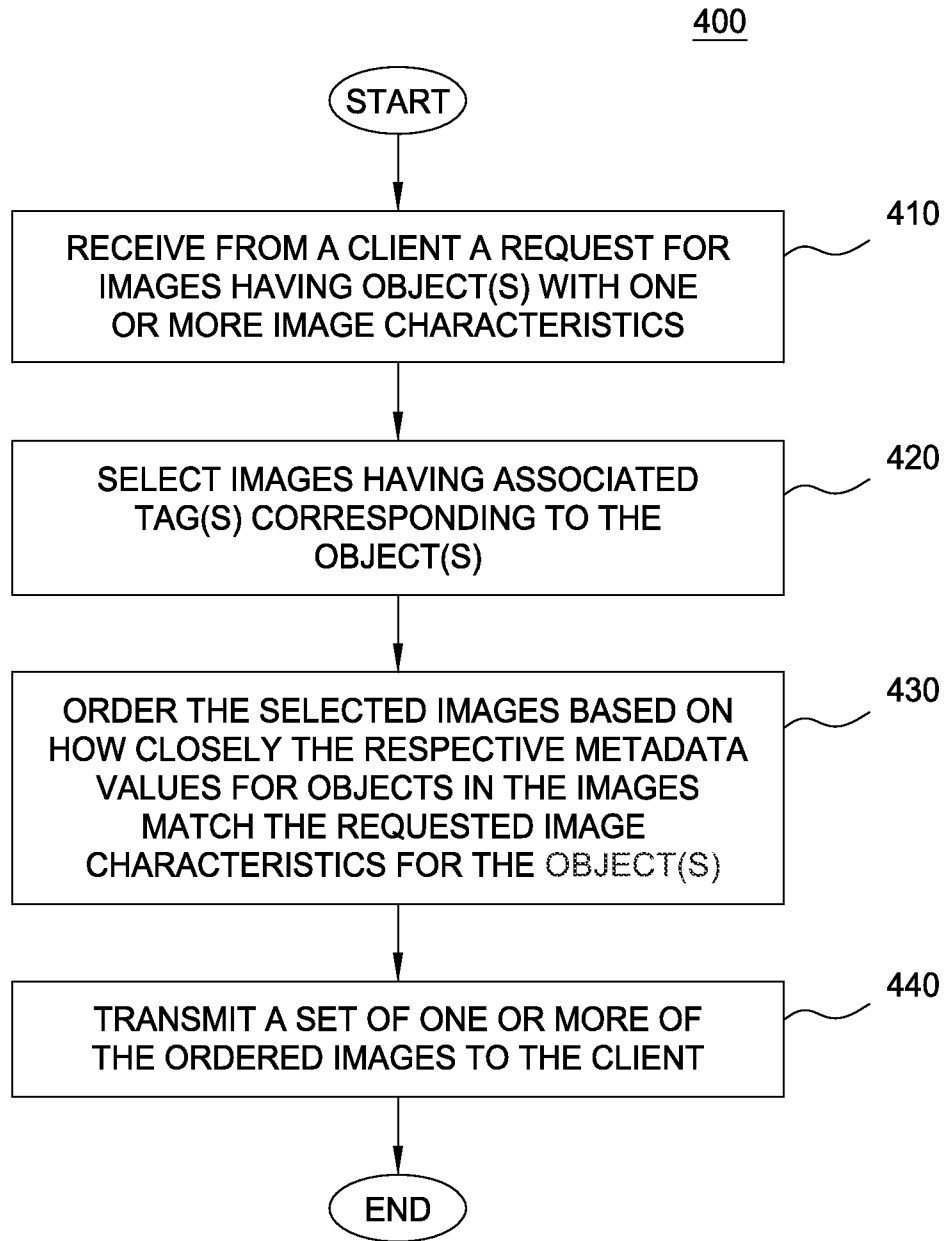 400
START
RECEIVE FROM A CLIENT A REQUEST FOR
IMAGES HAVING OBJECT(S) WITH ONE
OR MORE IMAGE CHARACTERISTICS
410
SELECT IMAGES HAVING ASSOCIATED
TAG(S) CORRESPONDING TO THE
OBJECT(S)
420
ORDER THE SELECTED IMAGES BASED ON
HOW CLOSELY THE RESPECTIVE METADATA
VALUES FOR OBJECTS IN THE IMAGES
MATCH THE REQUESTED IMAGE
CHARACTERISTICS FOR THE OBJECT(S)
430
TRANSMIT A SET OF ONE OR MORE OF
THE ORDERED IMAGES TO THE CLIENT
440
END